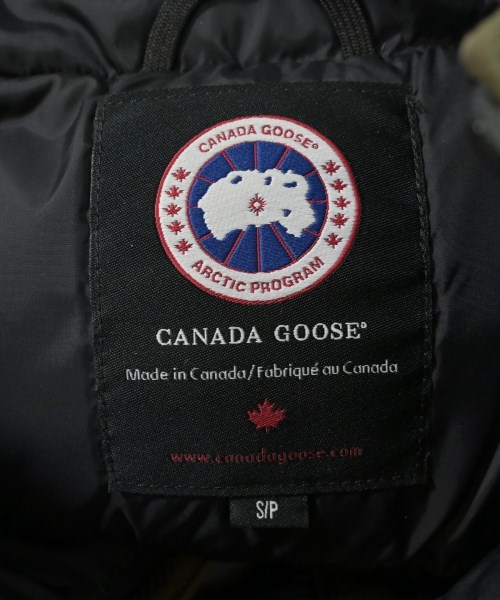 CANADA GOOSE®
ARCTIC PROGRAM
CANADA GOOSE®
Made in Canada/Fabriqué au Canada
www.canadagoose.com
S/P